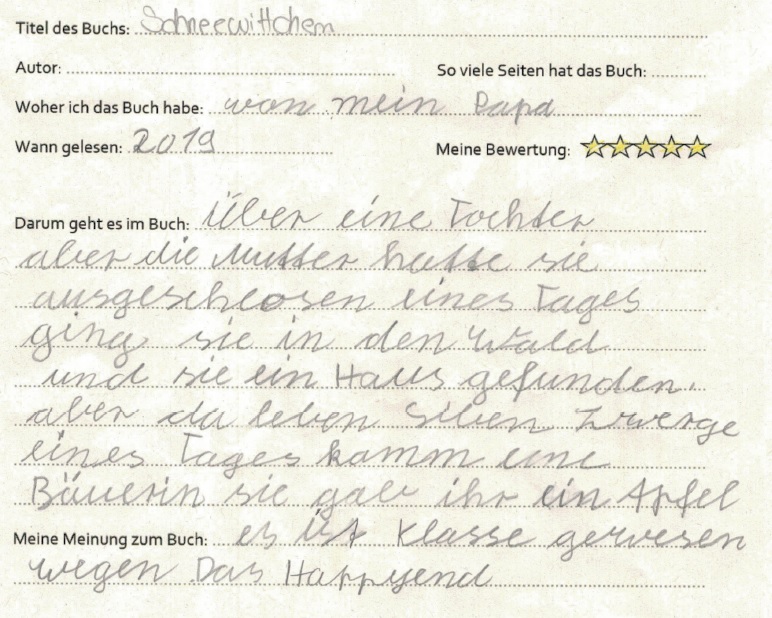 Titel des Buchs: Schneewittchem
Autor:
So viele Seiten hat das Buch:
Woher ich das Buch habe: von mein Papa
Wann gelesen: 2019
Meine Bewertung:
Darum geht es im Buch: Über eine Tochter
aber die Mutter hatte sie
ausgeschlossen eines Tages
ging sie in den Wald
und sie ein Haus gefunden.
aber da leben siben Zwerge
eines Tages kamm eine
Bäuerin sie gab ihr ein Apfel
Meine Meinung zum Buch: es ist Klasse gewesen
wegen Das Happyend